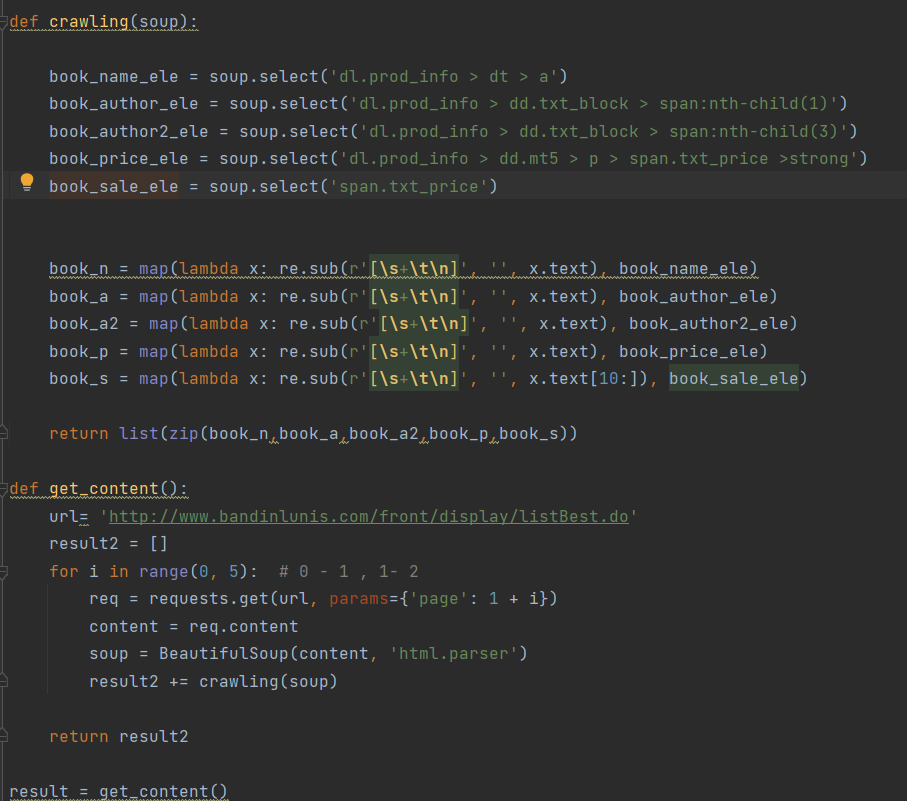 def crawling(soup):
book_name_ele = soup.select('dl.prod_info > dt > a')
book_author_ele = soup.select('dl.prod_info > dd.txt_block > span:nth-child(1)')
book_author2_ele = soup.select('dl.prod_info > dd.txt_block > span:nth-child(3)')
book_price_ele = soup.select('dl.prod_info > dd.mt5 > p > span.txt_price >strong')
book_sale_ele = soup.select('span.txt_price')
book_n = map(lambda x: re.sub(r'[\s+\t\n]', '', x.text), book_name_ele)
book_a = map(lambda x: re.sub(r'[\s+\t\n]', '', x.text), book_author_ele)
book_a2 = map(lambda x: re.sub(r'[\s+\t\n]', '', x.text), book_author2_ele)
book_p = map(lambda x: re.sub(r'[\s+\t\n]', '', x.text), book_price_ele)
book_s = map(lambda x: re.sub(r'[\s+\t\n]', '', x.text[10:]), book_sale_ele)
return list(zip(book_n,book_a,book_a2,book_p,book_s))
def get_content():
url= 'http://www.bandinlunis.com/front/display/listBest.do'
result2 = []
for i in range(0, 5):  # 0 - 1 , 1- 2
req = requests.get(url, params={'page': 1 + i})
content = req.content
soup = BeautifulSoup(content, 'html.parser')
result2 += crawling(soup)
return result2
result = get_content()